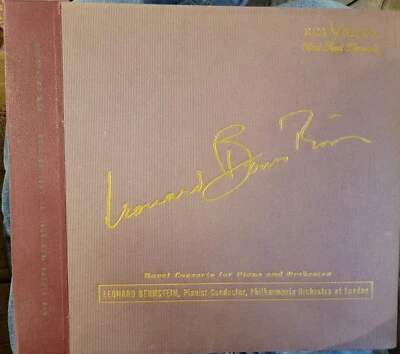 RCA VICTOR
Red Seal Records
Leonard Bernstein
Ravel Concerto for Piano and Orchestra
LEONARD BERNSTEIN, Pianist-Conductor, Philharmonia Orchestra of London